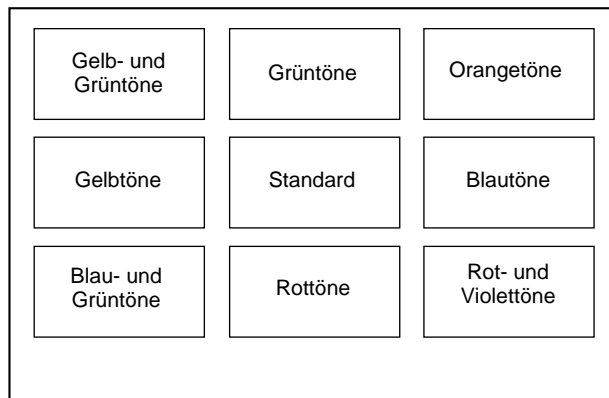 Gelb- und
Grüntöne
Grüntöne
Orangetöne
Gelbtöne
Standard
Blautöne
Blau- und
Grüntöne
Rottöne
Rot- und
Violettöne